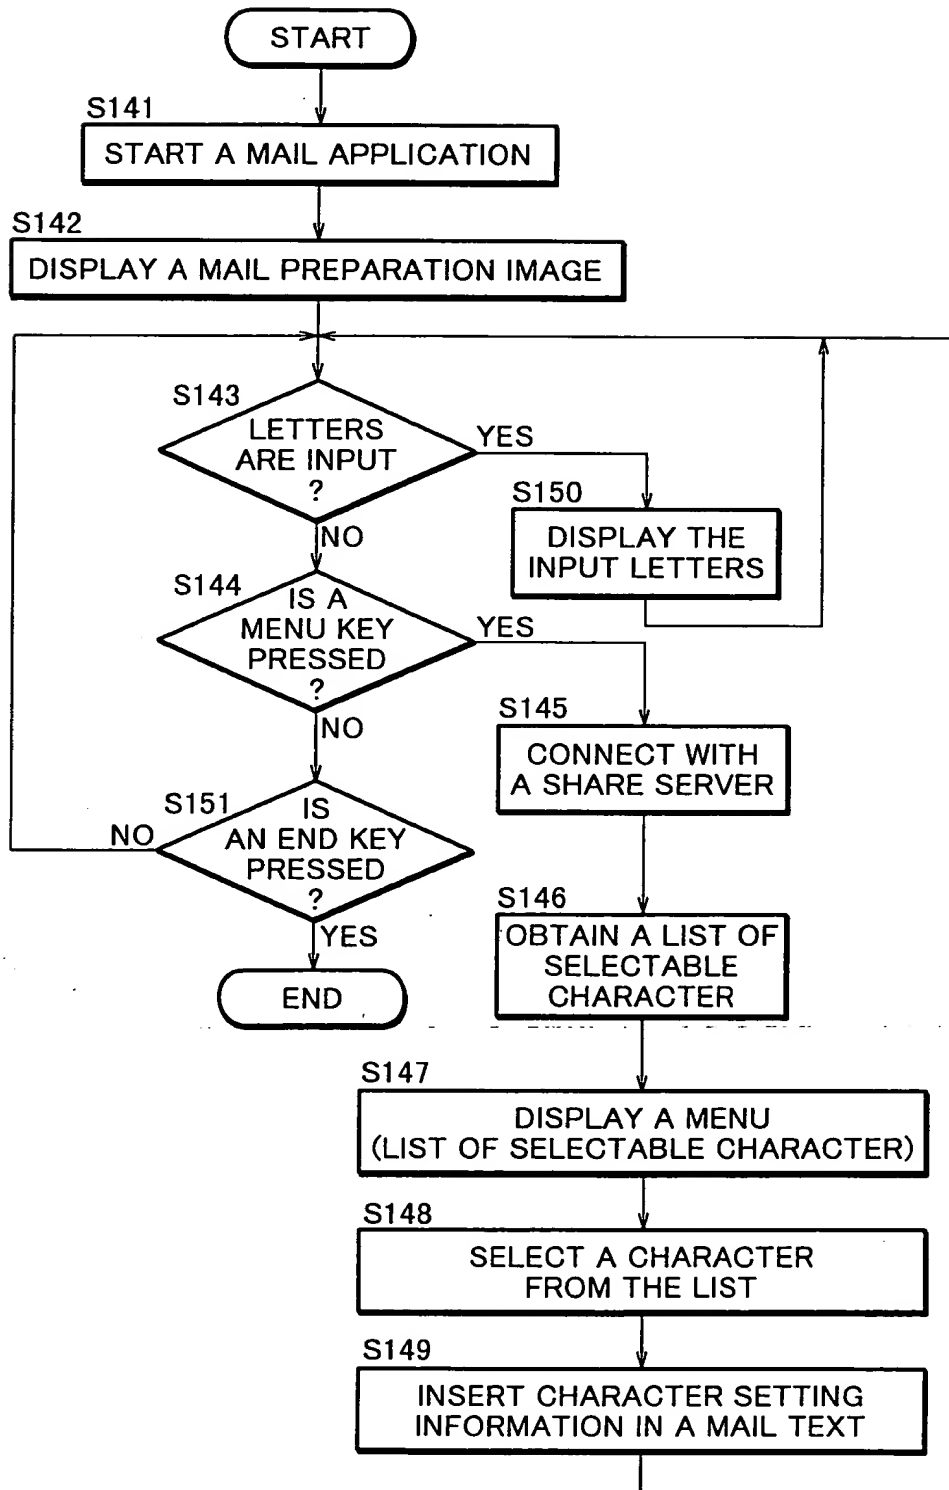 START
S141
START A MAIL APPLICATION
S142
DISPLAY A MAIL PREPARATION IMAGE
S143
LETTERS
ARE INPUT
?
YES
NO
S150
DISPLAY THE
INPUT LETTERS
S144
IS A
MENU KEY
PRESSED
?
YES
NO
S145
CONNECT WITH
A SHARE SERVER
S151
IS
AN END KEY
PRESSED
?
NO
YES
END
S146
OBTAIN A LIST OF
SELECTABLE
CHARACTER
S147
DISPLAY A MENU
(LIST OF SELECTABLE CHARACTER)
S148
SELECT A CHARACTER
FROM THE LIST
S149
INSERT CHARACTER SETTING
INFORMATION IN A MAIL TEXT